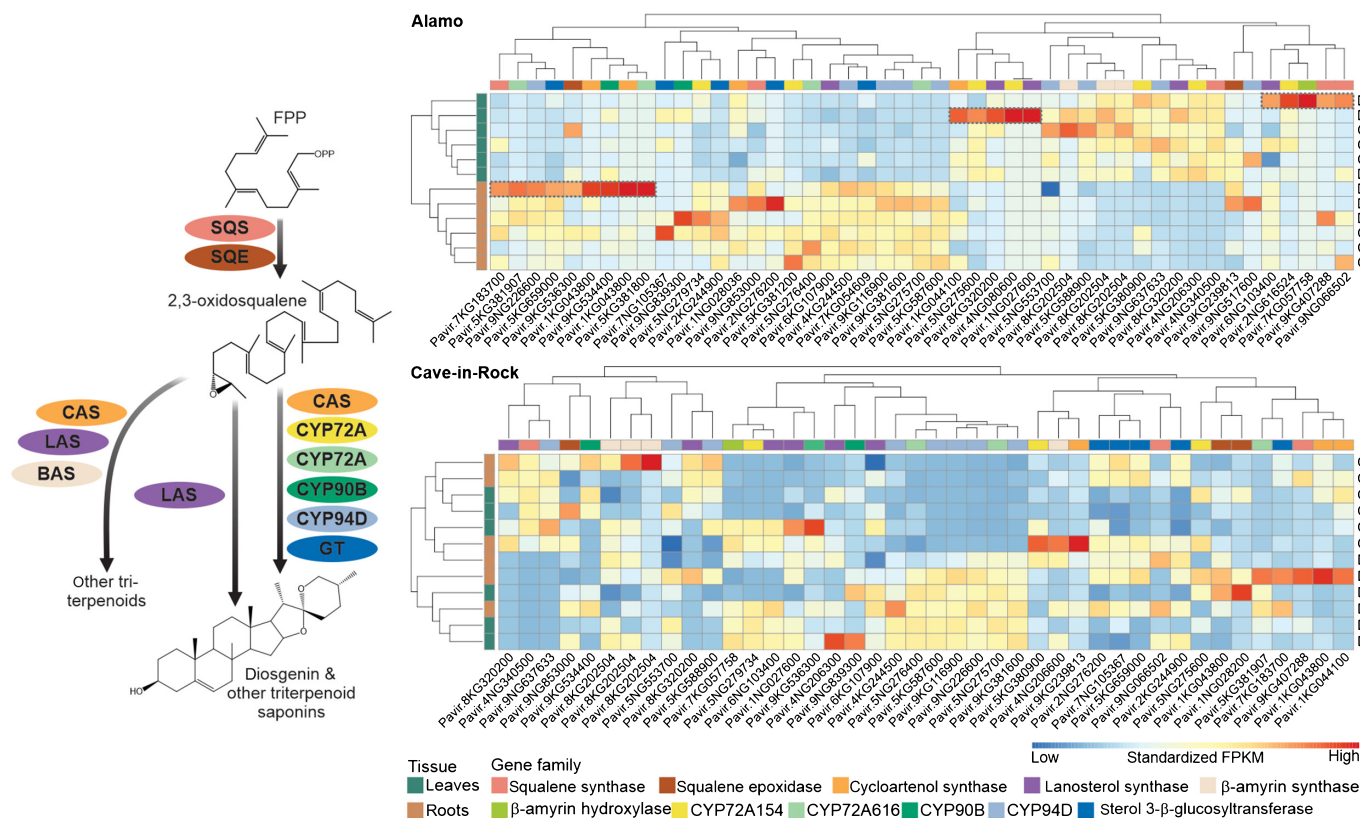 Alamo
FPP
OPP
SQS
SQE
2,3-oxidosqualene
O
CAS
LAS
BAS
LAS
CAS
CYP72A
CYP72A
CYP90B
CYP94D
GT
Other tri-
terpenoids
O
O
HO
Diosgenin &
other triterpenoid
saponins
Pavir.7KG183700
Pavir.5KG381907
Pavir.9NG226600
Pavir.5KG659000
Pavir.9KG536300
Pavir.1KG043800
Pavir.9KG534400
Pavir.1KG043800
Pavir.5KG381800
Pavir.7NG105367
Pavir.9NG839300
Pavir.5NG279734
Pavir.2KG244900
Pavir.1NG028036
Pavir.9NG853000
Pavir.2NG276200
Pavir.5KG381200
Pavir.5NG276400
Pavir.6KG107900
Pavir.4KG244500
Pavir.7KG054609
Pavir.9KG116900
Pavir.9KG381600
Pavir.5NG275700
Pavir.5KG587600
Pavir.1KG044100
Pavir.5NG275600
Pavir.8KG320200
Pavir.4NG080600
Pavir.1NG027600
Pavir.5NG553700
Pavir.8KG202504
Pavir.5KG588900
Pavir.8KG202504
Pavir.8KG202504
Pavir.5KG380900
Pavir.9NG637633
Pavir.8KG320200
Pavir.4NG206300
Pavir.4NG340500
Pavir.9KG239813
Pavir.9NG517600
Pavir.6NG103400
Pavir.2NG616524
Pavir.7KG057758
Pavir.9KG407288
Pavir.9NG066502
Cave-in-Rock
Pavir.8KG320200
Pavir.4NG340500
Pavir.9NG637633
Pavir.9NG853000
Pavir.9KG534400
Pavir.8KG202504
Pavir.8KG202504
Pavir.8KG202504
Pavir.5NG553700
Pavir.8KG320200
Pavir.5KG588900
Pavir.7KG057758
Pavir.5NG279734
Pavir.6NG103400
Pavir.1NG027600
Pavir.9KG536300
Pavir.4NG206300
Pavir.9NG839300
Pavir.6KG107900
Pavir.4KG244500
Pavir.5NG276400
Pavir.5KG587600
Pavir.9KG116900
Pavir.9NG226600
Pavir.5NG275700
Pavir.9KG381600
Pavir.5KG380900
Pavir.4NG206600
Pavir.9KG239813
Pavir.2NG276200
Pavir.7NG105367
Pavir.5KG659000
Pavir.9NG066502
Pavir.2KG244900
Pavir.5NG275600
Pavir.1KG043800
Pavir.1NG028200
Pavir.5KG381907
Pavir.7KG183700
Pavir.9KG407288
Pavir.1KG043800
Pavir.1KG044100
Low
Standardized FPKM
High
Tissue
Gene family
Leaves
Squalene synthase
Squalene epoxidase
Cycloartenol synthase
Lanosterol synthase
β-amyrin synthase
Roots
β-amyrin hydroxylase
CYP72A154
CYP72A616
CYP90B
CYP94D
Sterol 3-β-glucosyltransferase